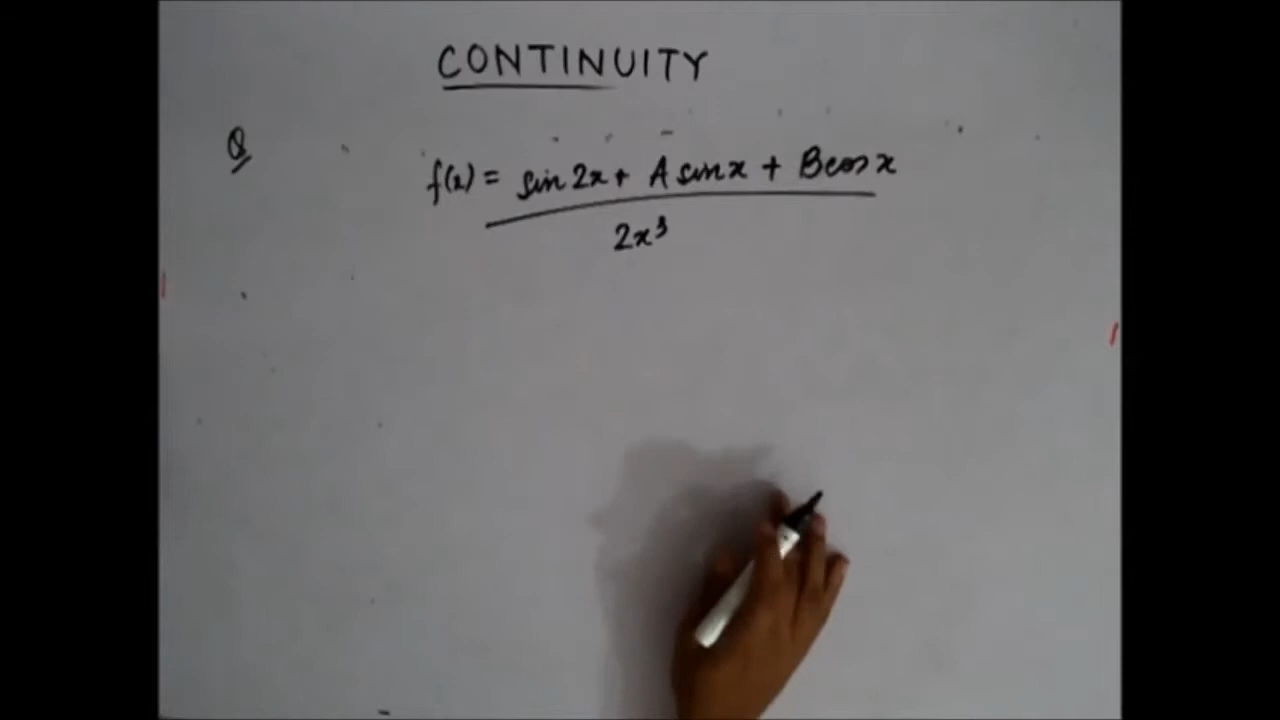 CONTINUITY
Q
f(x) = sin 2x + A sin x + B cos x
2x³